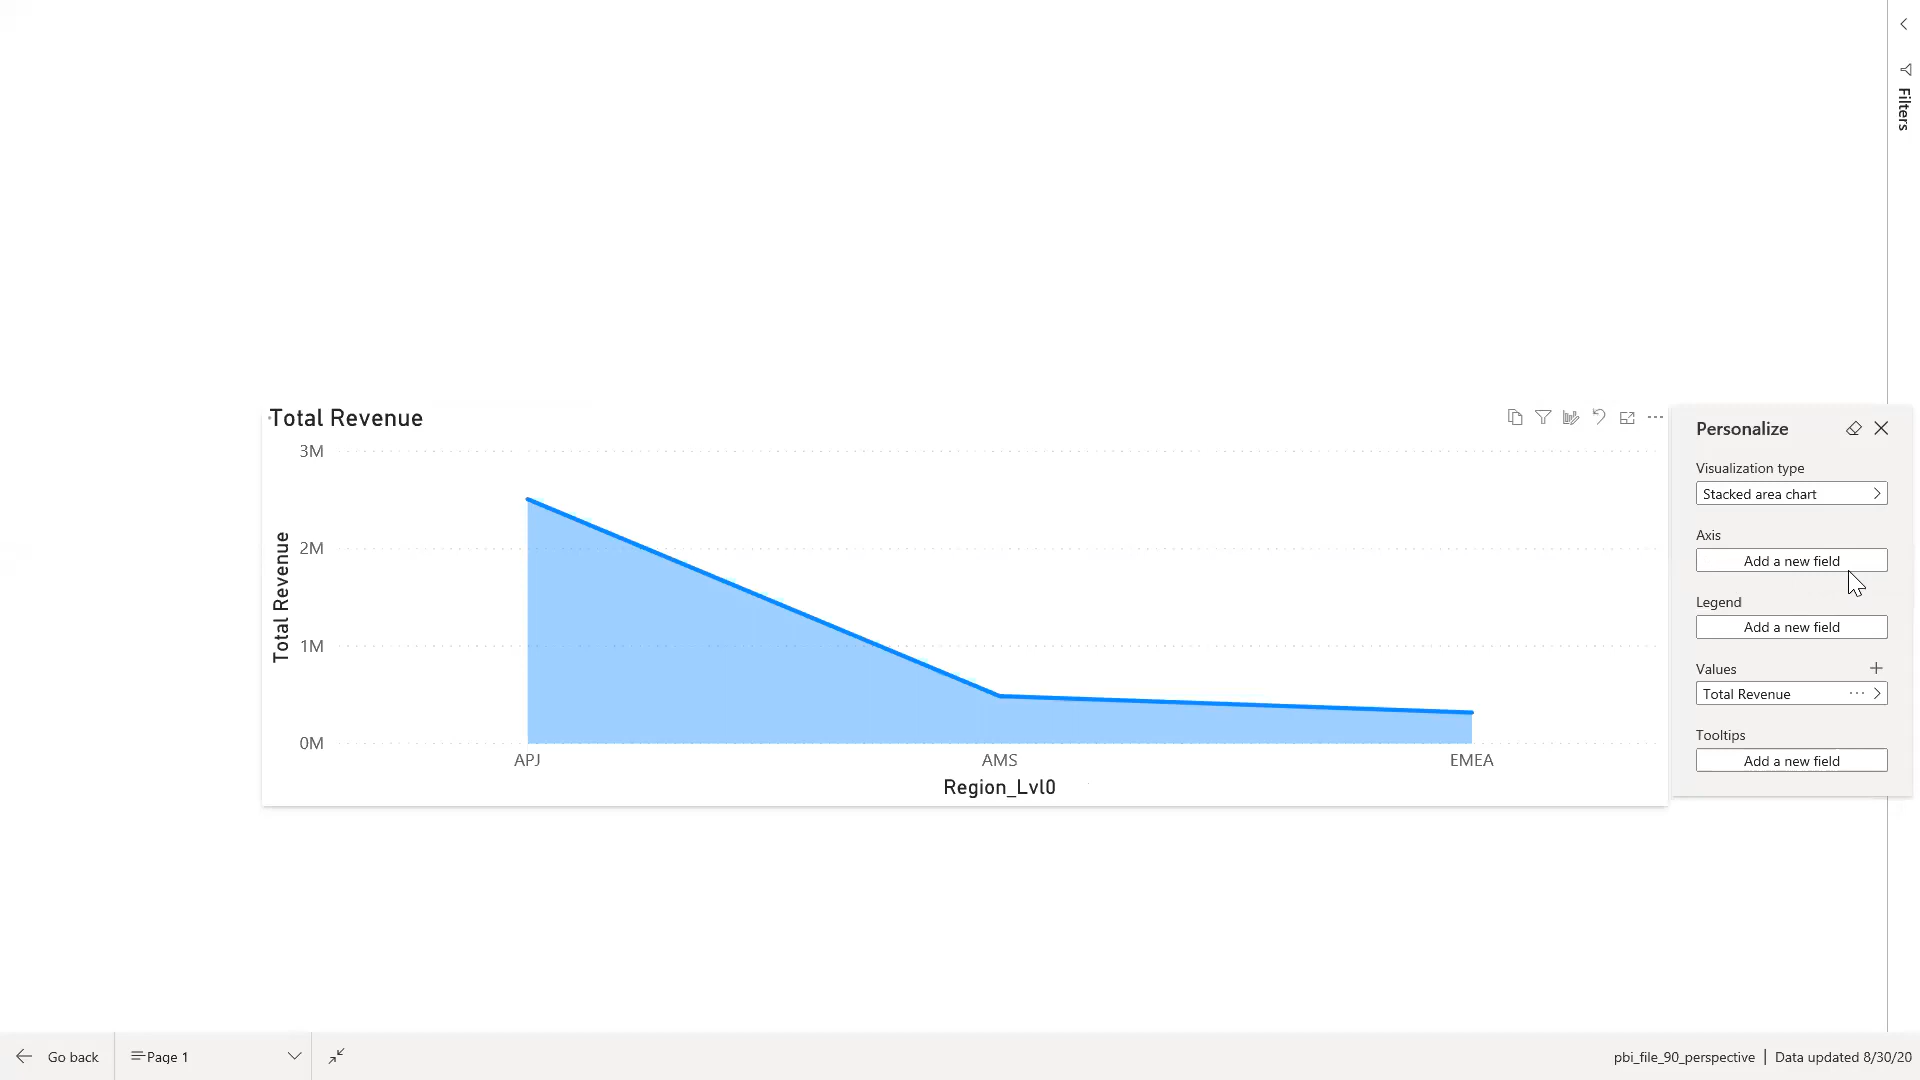 Filters
Total Revenue
3M
2M
1M
0M
Total Revenue
APJ
AMS
EMEA
Region_Lvl0
Personalize
Visualization type
Stacked area chart
Axis
Add a new field
Legend
Add a new field
Values
Total Revenue
Tooltips
Add a new field
Go back
Page 1
pbi_file_90_perspective | Data updated 8/30/20